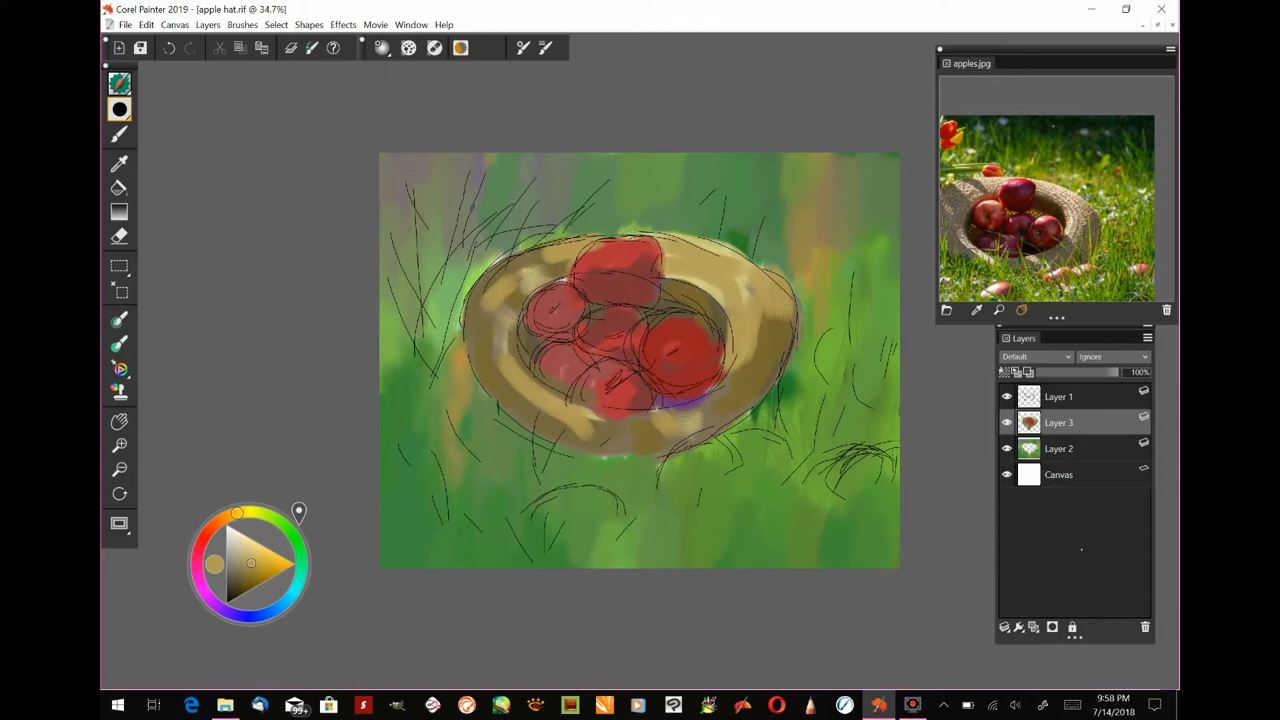 Corel Painter 2019 - [apple hat.rif @ 34.7%]
File Edit Canvas Layers Brushes Select Shapes Effects Movie Window Help
apples.jpg
Layers
Default Ignore
100%
Layer 1
Layer 3
Layer 2
Canvas
99+
9:58 PM
7/14/2018